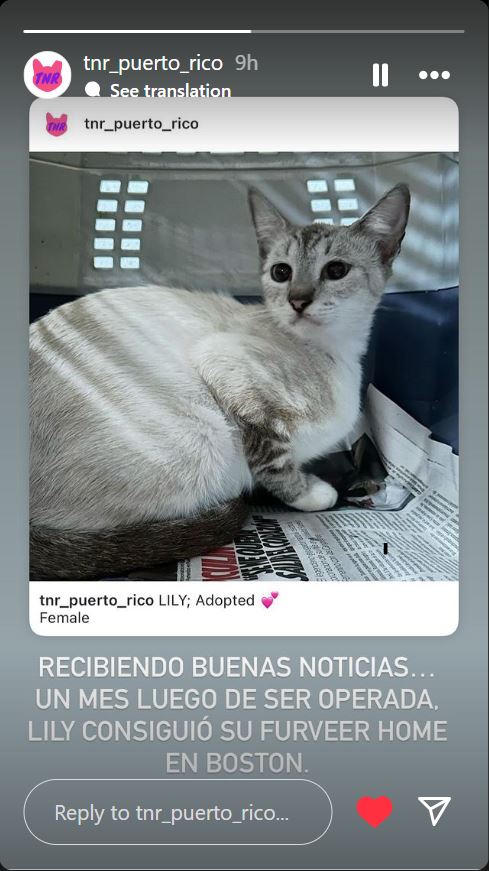 tnr_puerto_rico 9h
See translation
TNR
tnr_puerto_rico
tnr_puerto_rico LILY; Adopted 💕
Female
RECIBIENDO BUENAS NOTICIAS...
UN MES LUEGO DE SER OPERADA,
LILY CONSIGUIÓ SU FURVEER HOME
EN BOSTON.
Reply to tnr_puerto_rico...